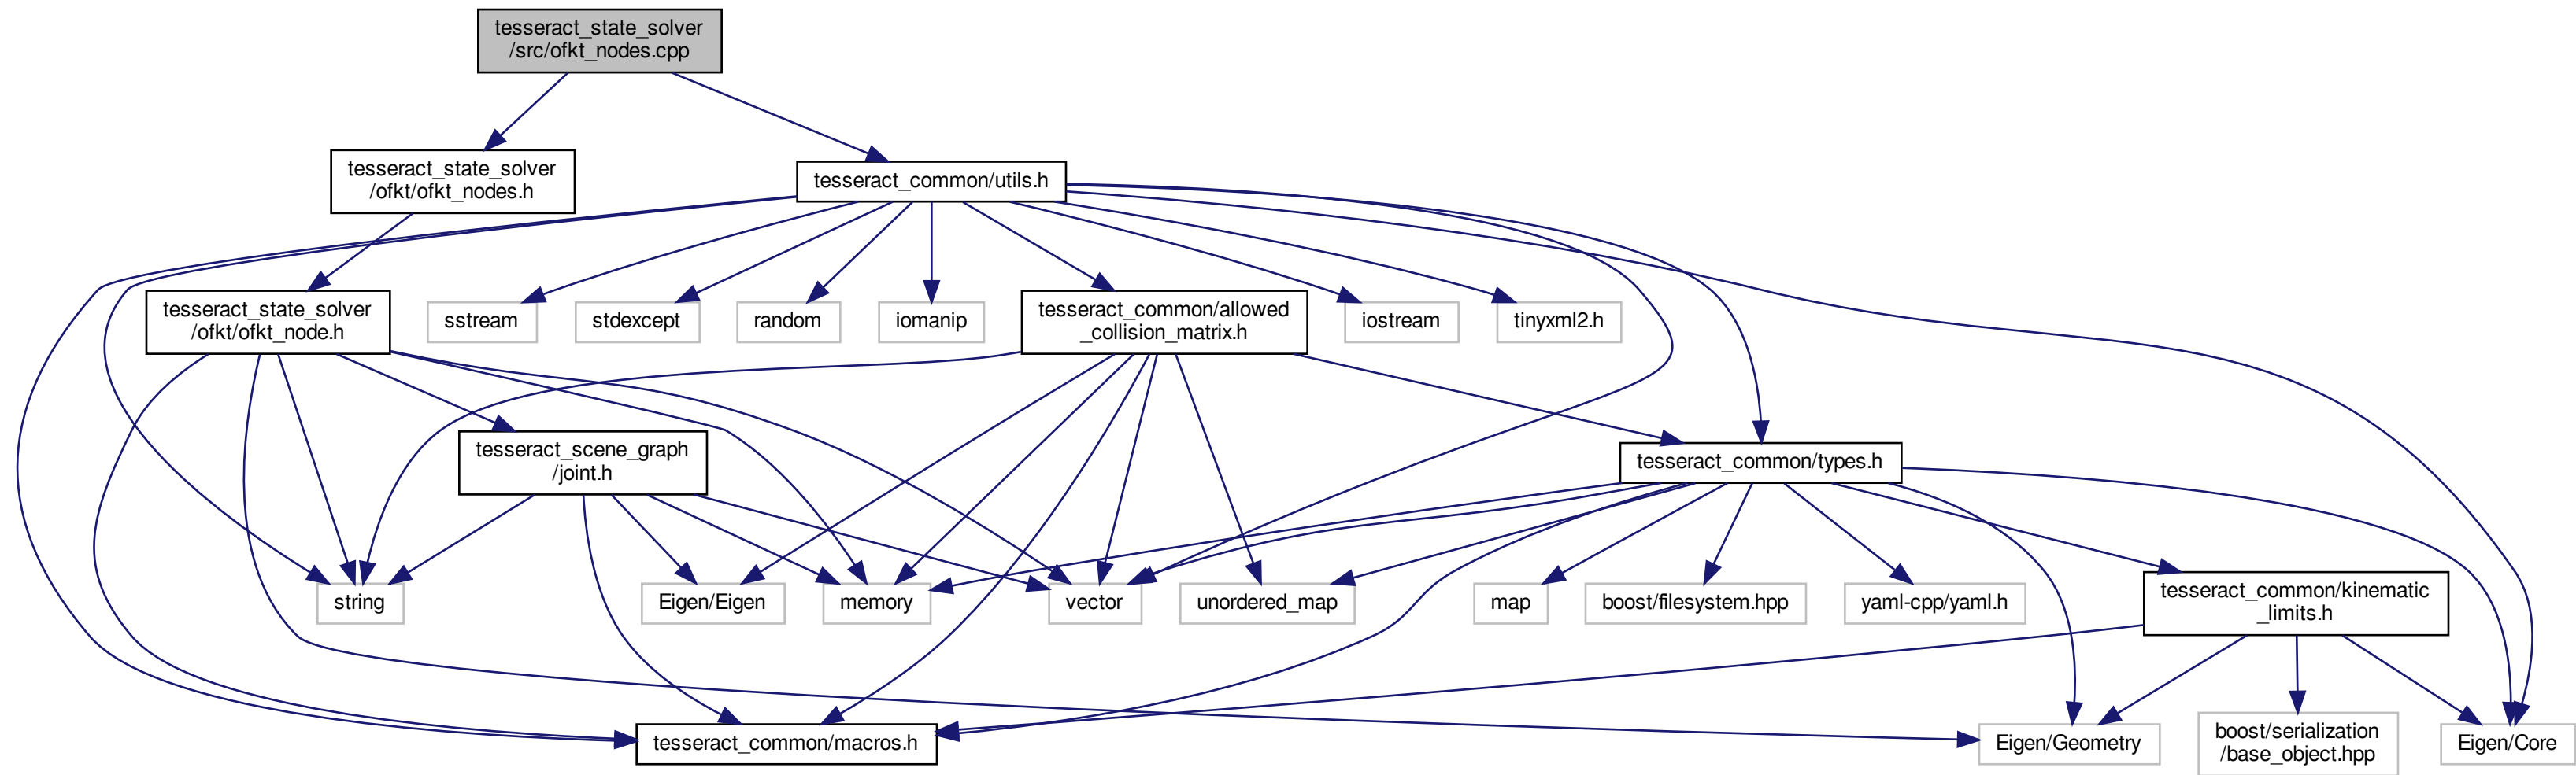 tesseract_state_solver
/src/ofkt_nodes.cpp
tesseract_state_solver
/ofkt/ofkt_nodes.h
tesseract_common/utils.h
tesseract_state_solver
/ofkt/ofkt_node.h
sstream
stdexcept
random
iomanip
tesseract_common/allowed
_collision_matrix.h
iostream
tinyxml2.h
tesseract_scene_graph
/joint.h
tesseract_common/types.h
string
Eigen/Eigen
memory
vector
unordered_map
map
boost/filesystem.hpp
yaml-cpp/yaml.h
tesseract_common/kinematic
_limits.h
tesseract_common/macros.h
Eigen/Geometry
boost/serialization
/base_object.hpp
Eigen/Core